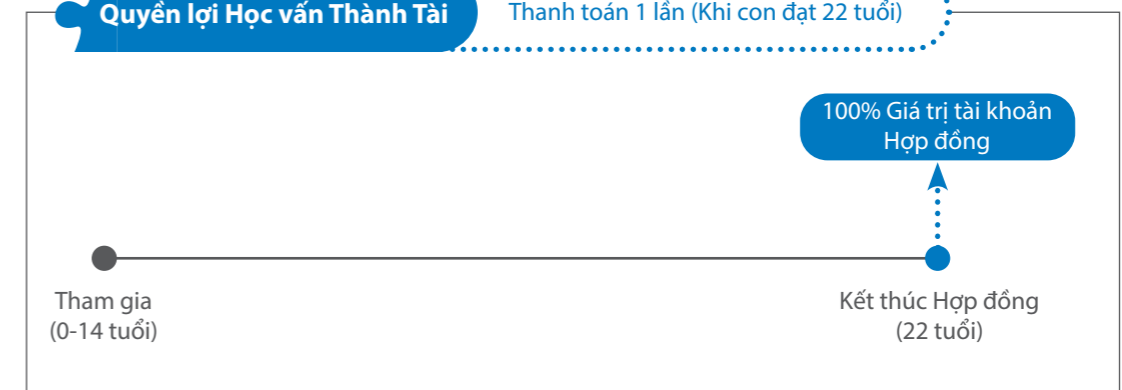 Quyền lợi Học vấn Thành Tài
Thanh toán 1 lần (Khi con đạt 22 tuổi)
100% Giá trị tài khoản
Hợp đồng
Tham gia
(0-14 tuổi)
Kết thúc Hợp đồng
(22 tuổi)